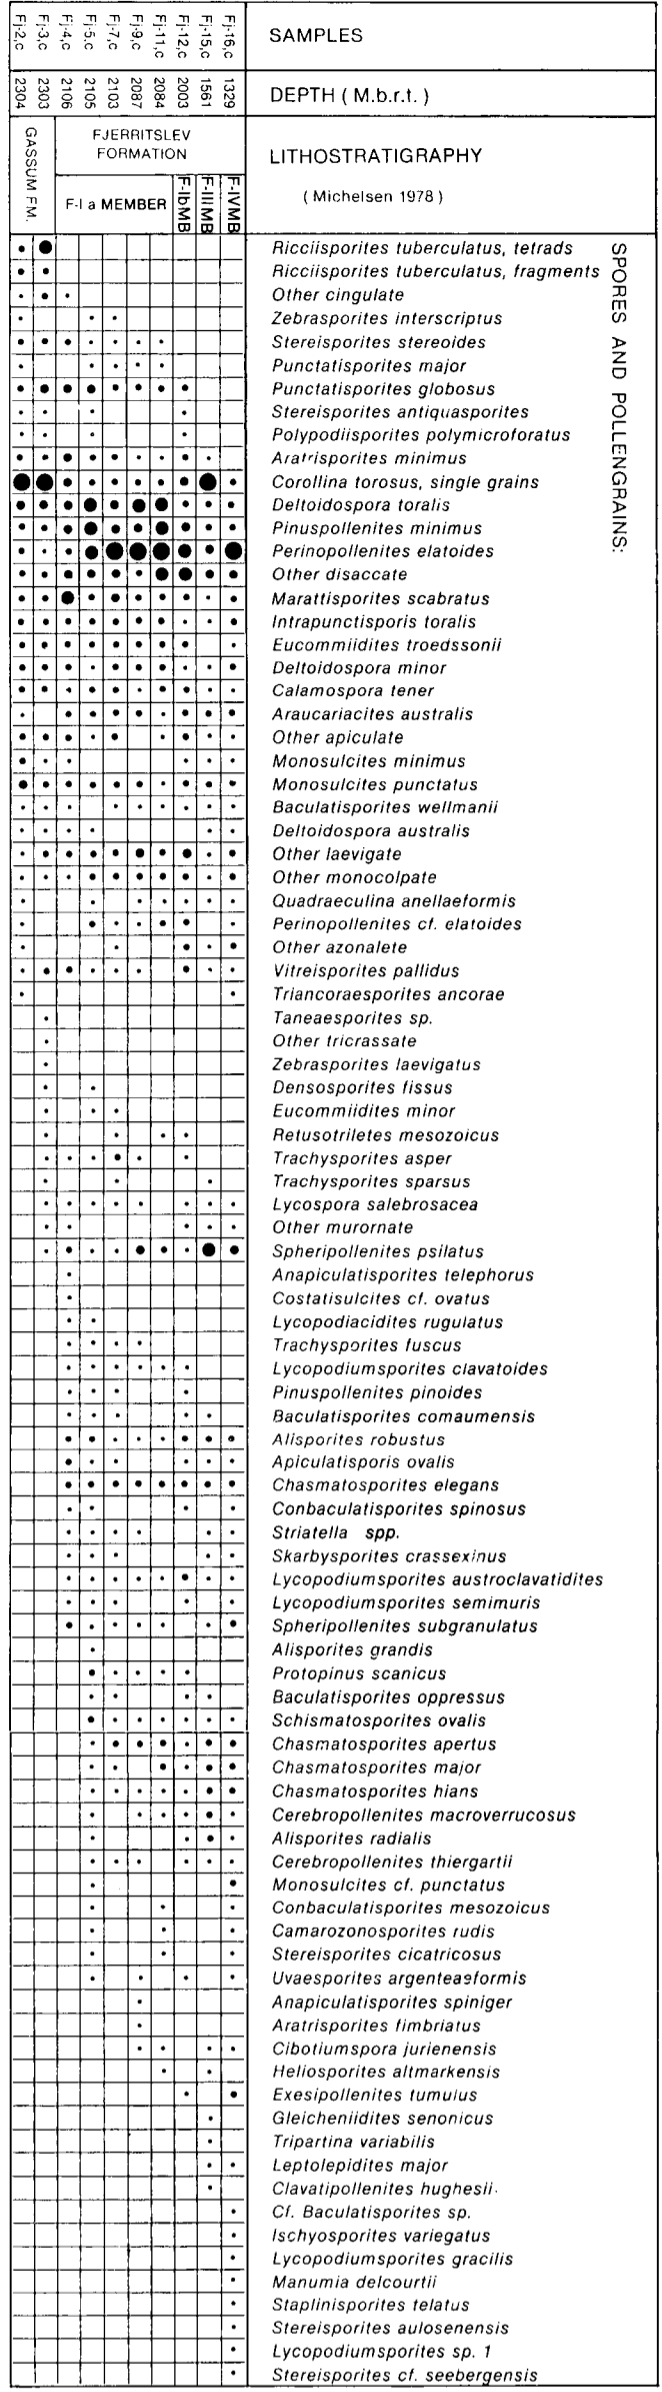 Fj-2,c Fj-3,c Fj-4,c Fj-5,c Fj-7,c Fj-9,c Fj-11,c Fj-12,c Fj-15,c Fj-16,c SAMPLES
2304 2303 2106 2105 2103 2087 2084 2003 1561 1329 DEPTH ( M.b.r.t. )
GASSUM FM.
FJERRITSLEV
FORMATION
F-I a MEMBER
F-IbMB
F-IIIMB
F-IVMB
LITHOSTRATIGRAPHY
( Michelsen 1978 )
SPORES AND POLLENGRAINS:
Ricciisporites tuberculatus, tetrads
Ricciisporites tuberculatus, fragments
Other cingulate
Zebrasporites interscriptus
Stereisporites stereoides
Punctatisporites major
Punctatisporites globosus
Stereisporites antiquasporites
Polypodiisporites polymicroforatus
Aratrisporites minimus
Corollina torosus, single grains
Deltoidospora toralis
Pinuspollenites minimus
Perinopollenites elatoides
Other disaccate
Marattisporites scabratus
Intrapunctisporis toralis
Eucommiidites troedssonii
Deltoidospora minor
Calamospora tener
Araucariacites australis
Other apiculate
Monosulcites minimus
Monosulcites punctatus
Baculatisporites wellmanii
Deltoidospora australis
Other laevigate
Other monocolpate
Quadraeculina anellaeformis
Perinopollenites cf. elatoides
Other azonalete
Vitreisporites pallidus
Triancoraesporites ancorae
Taneaesporites sp.
Other tricrassate
Zebrasporites laevigatus
Densosporites fissus
Eucommiidites minor
Retusotriletes mesozoicus
Trachysporites asper
Trachysporites sparsus
Lycospora salebrosacea
Other murornate
Spheripollenites psilatus
Anapiculatisporites telephorus
Costatisulcites cf. ovatus
Lycopodiacidites rugulatus
Trachysporites fuscus
Lycopodiumsporites clavatoides
Pinuspollenites pinoides
Baculatisporites comaumensis
Alisporites robustus
Apiculatisporis ovalis
Chasmatosporites elegans
Conbaculatisporites spinosus
Striatella spp.
Skarbysporites crassexinus
Lycopodiumsporites austroclavatidites
Lycopodiumsporites semimuris
Spheripollenites subgranulatus
Alisporites grandis
Protopinus scanicus
Baculatisporites oppressus
Schismatosporites ovalis
Chasmatosporites apertus
Chasmatosporites major
Chasmatosporites hians
Cerebropollenites macroverrucosus
Alisporites radialis
Cerebropollenites thiergartii
Monosulcites cf. punctatus
Conbaculatisporites mesozoicus
Camarozonosporites rudis
Stereisporites cicatricosus
Uvaesporites argenteaeformis
Anapiculatisporites spiniger
Aratrisporites fimbriatus
Cibotiumspora jurienensis
Heliosporites altmarkensis
Exesipollenites tumulus
Gleicheniidites senonicus
Tripartina variabilis
Leptolepidites major
Clavatipollenites hughesii.
Cf. Baculatisporites sp.
Ischyosporites variegatus
Lycopodiumsporites gracilis
Manumia delcourtii
Staplinisporites telatus
Stereisporites aulosenensis
Lycopodiumsporites sp. 1
Stereisporites cf. seebergensis